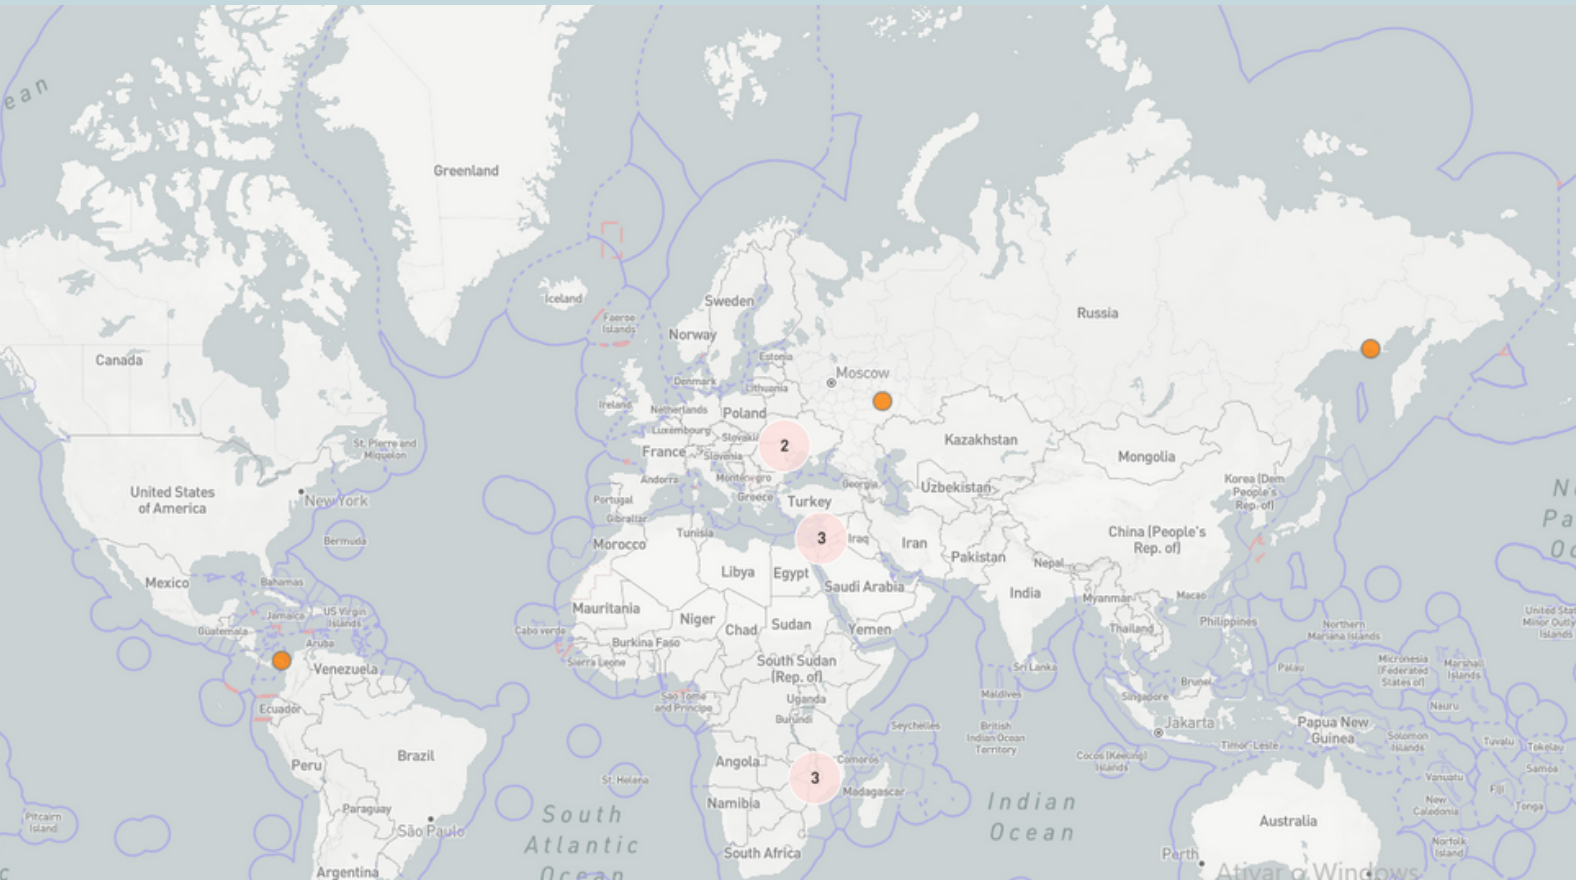 ean
Greenland
Iceland
Faeroe
Islands
Sweden
Norway
Russia
Canada
Estonia
Moscow
Denmark
Lithuania
Ireland
Netherlands
Poland
St. Pierre and
Miquelon
Luxembourg
Slovakia
2
Kazakhstan
France
Slovenia
Mongolia
United States
of America
New York
Andorra
Montenegro
Georgia
Uzbekistan
Korea (Dem
People's
Rep. of)
Portugal
Greece
Turkey
Gibraltar
N
Pa
Oc
Bermuda
Morocco
Tunisia
3
Iraq
Iran
China (People's
Rep. of)
Pakistan
Nepal
Mexico
Bahamas
Libya
Egypt
Saudi Arabia
India
Myanmar
Macao
Jamaica
US Virgin
Islands
Mauritania
Niger
Chad
Sudan
Yemen
Thailand
Philippines
Northern
Mariana Islands
United Stat
Minor Outly
Islands
Guatemala
Aruba
Cabo verde
Burkina Faso
Venezuela
Sierra Leone
South Sudan
(Rep. of)
Sri Lanka
Palau
Micronesia
(Federated
States of)
Marshall
Islands
Ecuador
Sao Tome
and Principe
Uganda
Burundi
Maldives
Brunei
Singapore
Nauru
Seychelles
British
Indian Ocean
Territory
Jakarta
Papua New
Guinea
Solomon
Islands
Timor-Leste
Tuvalu
Tokelau
Brazil
Peru
Angola
Comoros
Cocos (Keeling)
Islands
Samoa
St. Helena
3
Madagascar
Vanuatu
Fiji
Tonga
New
Caledonia
Paraguay
Namibia
Indian
Ocean
Pitcairn
Island
São Paulo
South
Atlantic
Ocean
Australia
Norfolk
Island
South Africa
Perth
Argentina
Ativar o Windows
c